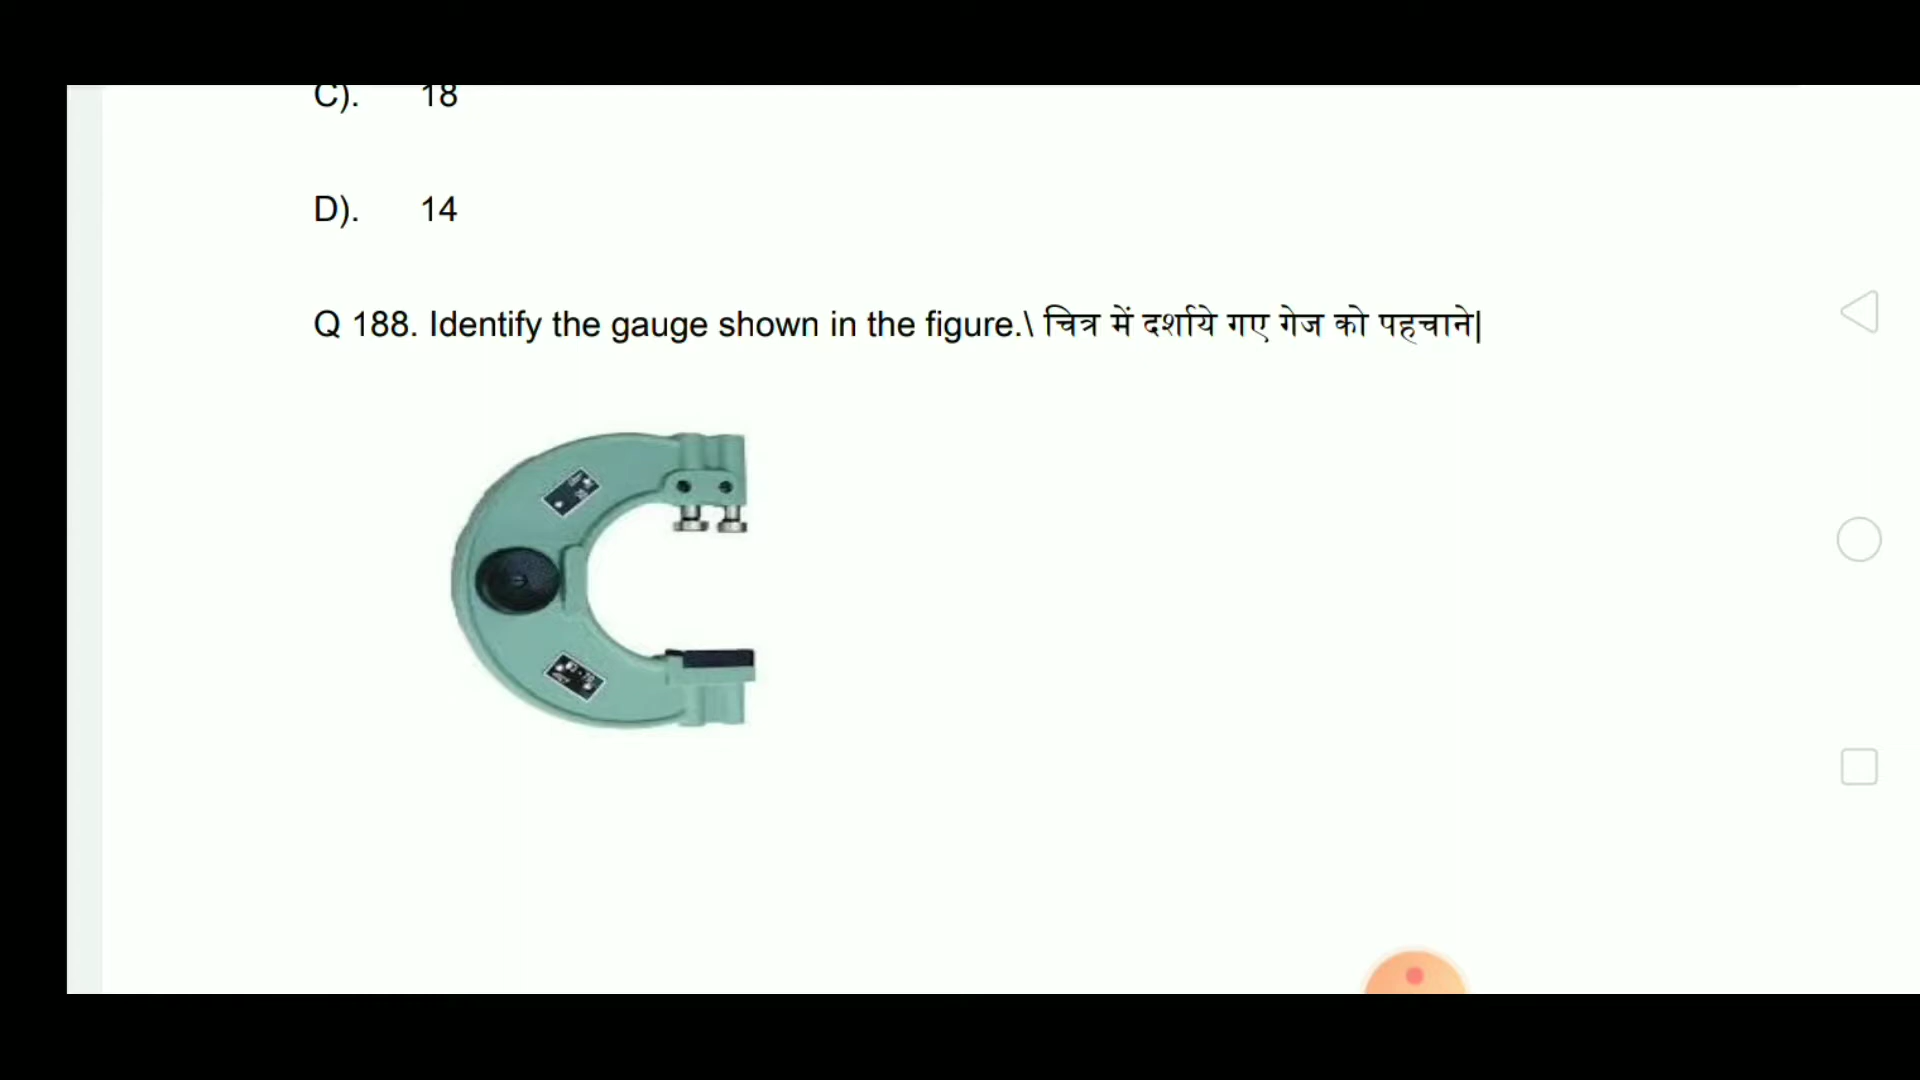 C). 18
D). 14
Q 188. Identify the gauge shown in the figure.\ चित्र में दर्शाये गए गेज को पहचाने|